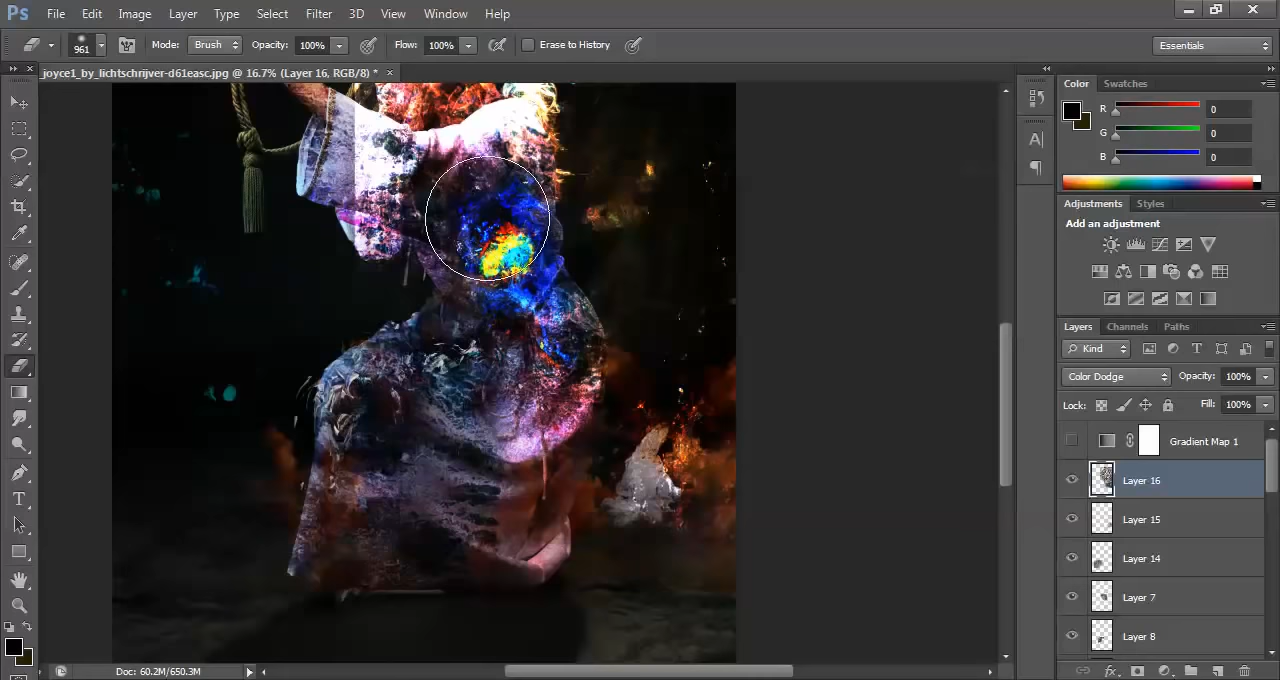 Ps File Edit Image Layer Type Select Filter 3D View Window Help
961 Mode: Brush Opacity: 100% Flow: 100% Erase to History Essentials
joyce1_by_lichtschrijver-d61easc.jpg @ 16.7% (Layer 16, RGB/8) *
Color Swatches
R 0
G 0
B 0
Adjustments Styles
Add an adjustment
Layers Channels Paths
Kind
Color Dodge Opacity: 100%
Lock: Fill: 100%
Gradient Map 1
Layer 16
Layer 15
Layer 14
Layer 7
Layer 8
Doc: 60.2M/650.3M